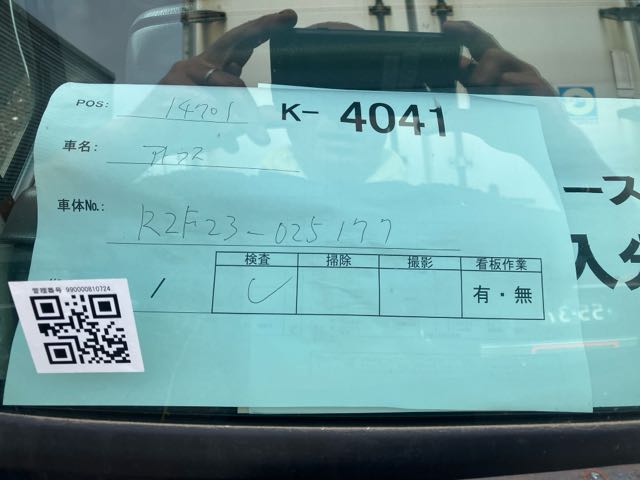 POS: 14701 K- 4041
車名: アトラス
車体No.: R2F23-025177
検査 掃除 撮影 看板作業
/ ✓ 有・無
管理番号 990000810724
ース
入